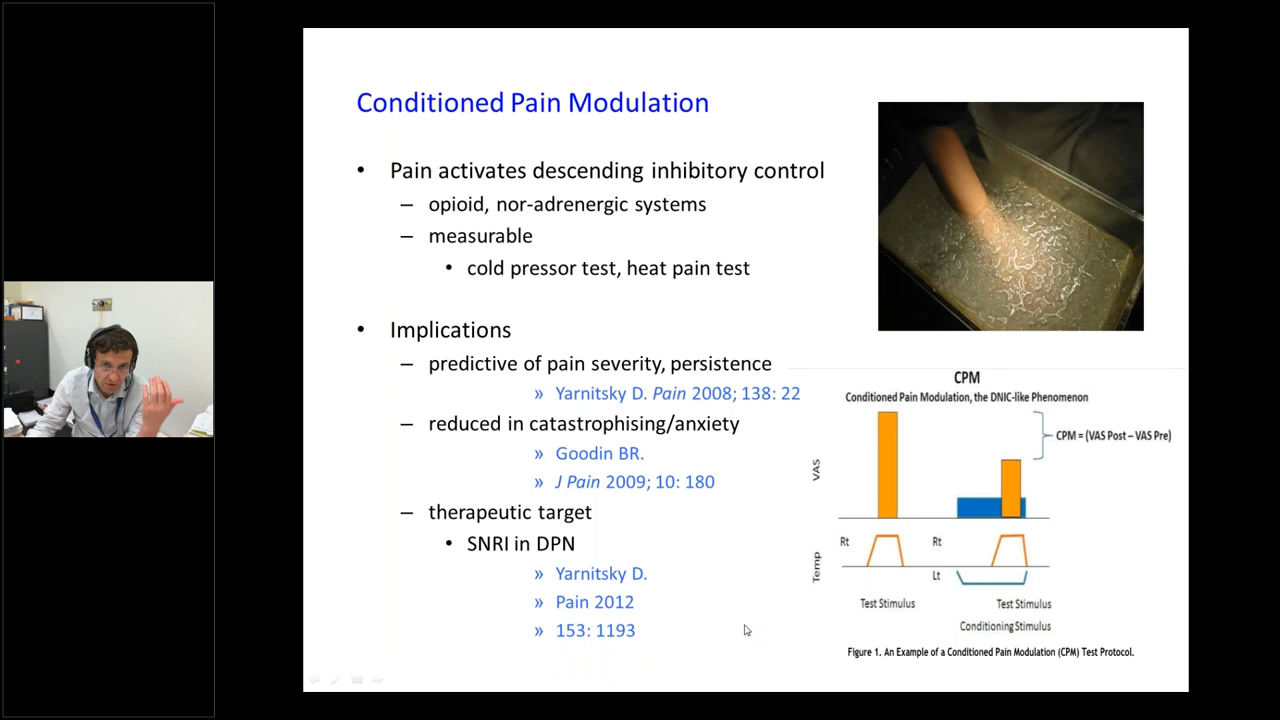 Conditioned Pain Modulation
• Pain activates descending inhibitory control
– opioid, nor-adrenergic systems
– measurable
• cold pressor test, heat pain test
• Implications
– predictive of pain severity, persistence
» Yarnitsky D. Pain 2008; 138: 22
– reduced in catastrophising/anxiety
» Goodin BR.
» J Pain 2009; 10: 180
– therapeutic target
• SNRI in DPN
» Yarnitsky D.
» Pain 2012
» 153: 1193
CPM
Conditioned Pain Modulation, the DNIC-like Phenomenon
CPM = (VAS Post – VAS Pre)
VAS
Rt Rt
Temp
Lt
Test Stimulus Test Stimulus
Conditioning Stimulus
Figure 1. An Example of a Conditioned Pain Modulation (CPM) Test Protocol.